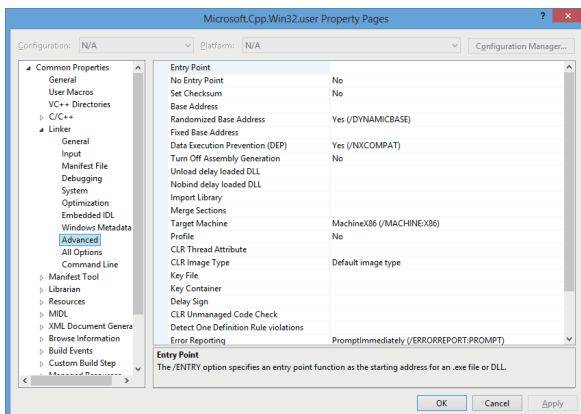 Microsoft.Cpp.Win32.user Property Pages
? ×
Configuration: N/A Platform: N/A Configuration Manager...
Common Properties
General
User Macros
VC++ Directories
C/C++
Linker
General
Input
Manifest File
Debugging
System
Optimization
Embedded IDL
Windows Metadata
Advanced
All Options
Command Line
Manifest Tool
Librarian
Resources
MIDL
XML Document Genera
Browse Information
Build Events
Custom Build Step
Managed Resources
Entry Point
No Entry Point No
Set Checksum No
Base Address
Randomized Base Address Yes (/DYNAMICBASE)
Fixed Base Address
Data Execution Prevention (DEP) Yes (/NXCOMPAT)
Turn Off Assembly Generation No
Unload delay loaded DLL
Nobind delay loaded DLL
Import Library
Merge Sections
Target Machine MachineX86 (/MACHINE:X86)
Profile No
CLR Thread Attribute
CLR Image Type Default image type
Key File
Key Container
Delay Sign
CLR Unmanaged Code Check
Detect One Definition Rule violations
Error Reporting PromptImmediately (/ERRORREPORT:PROMPT)
Entry Point
The /ENTRY option specifies an entry point function as the starting address for an .exe file or DLL.
OK Cancel Apply